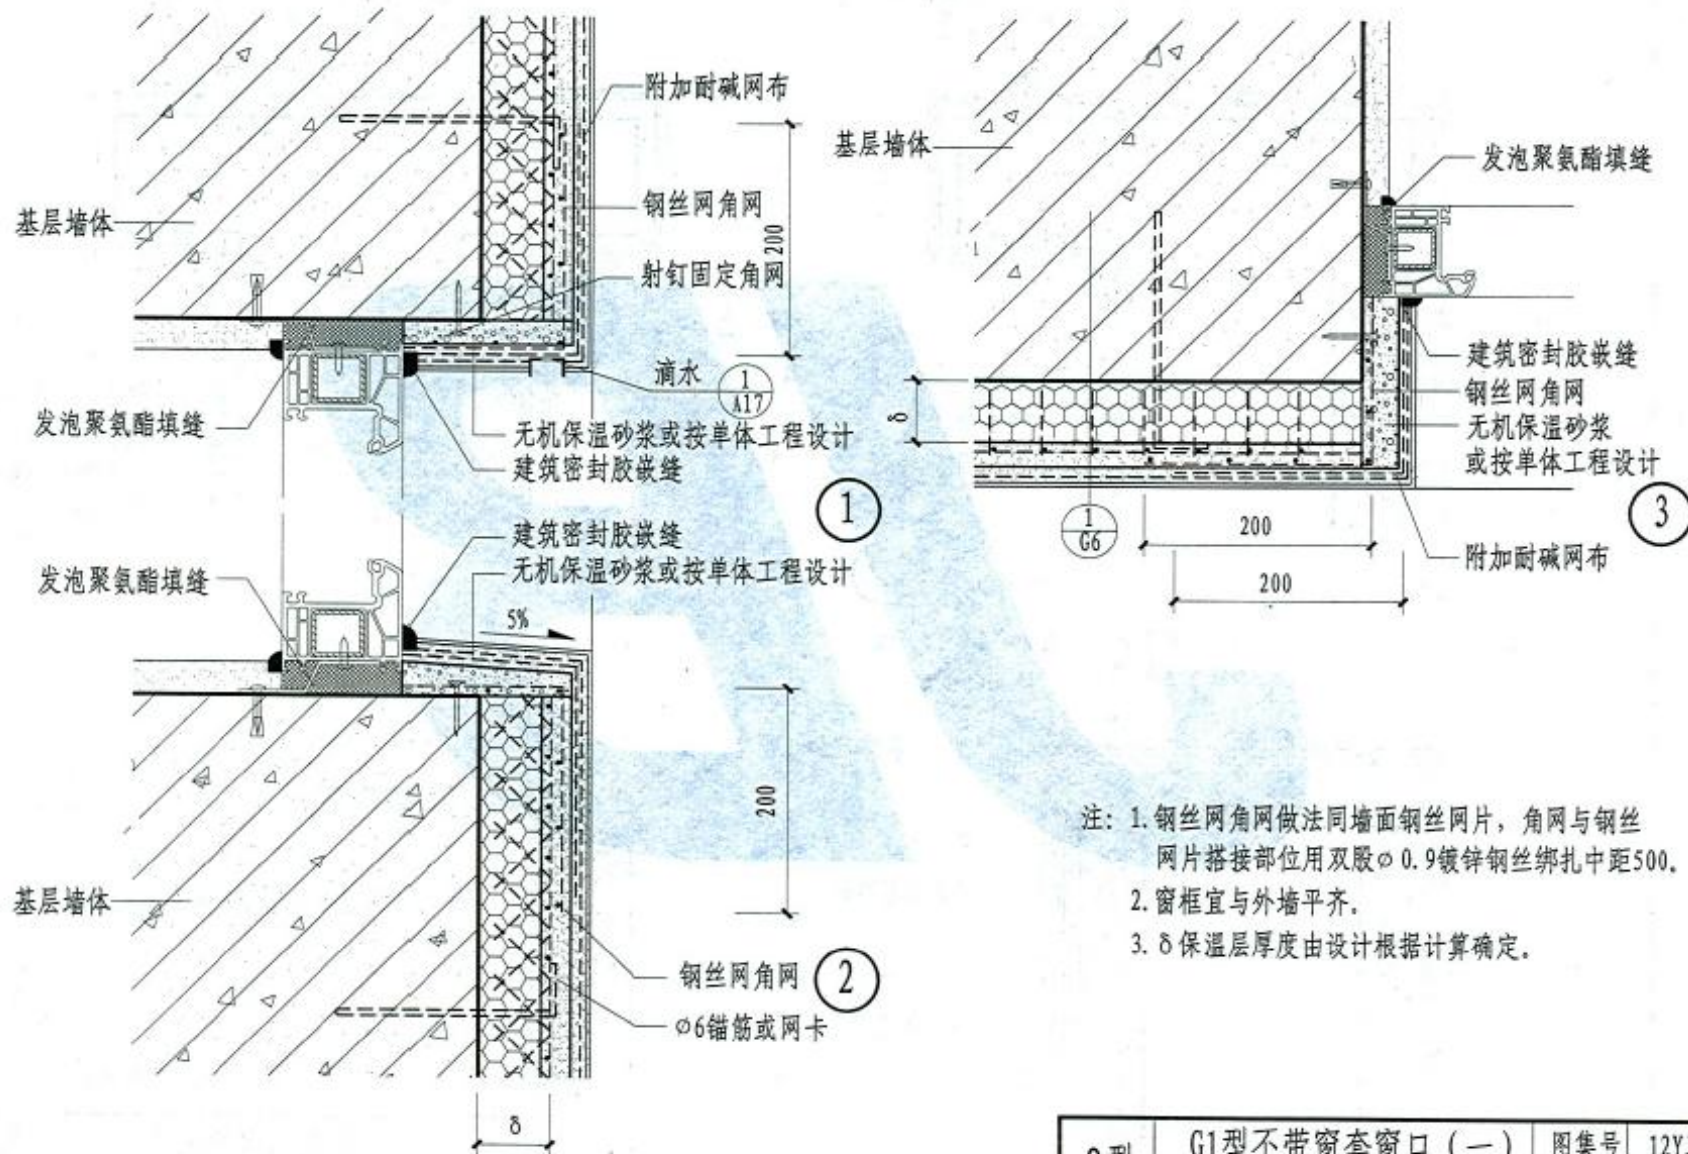 附加耐碱网布
基层墙体
钢丝网角网
200
射钉固定角网
滴水
1
A17
发泡聚氨酯填缝
无机保温砂浆或按单体工程设计
建筑密封胶嵌缝
1
建筑密封胶嵌缝
无机保温砂浆或按单体工程设计
发泡聚氨酯填缝
5%
200
基层墙体
钢丝网角网
2
φ6锚筋或网卡
δ
基层墙体
发泡聚氨酯填缝
建筑密封胶嵌缝
钢丝网角网
无机保温砂浆
或按单体工程设计
δ
3
1
G6
200
附加耐碱网布
200
注: 1. 钢丝网角网做法同墙面钢丝网片，角网与钢丝
网片搭接部位用双股φ0.9镀锌钢丝绑扎中距500。
2. 窗框宜与外墙平齐。
3. δ保温层厚度由设计根据计算确定。
G1型不带窗套窗口（一）
图集号